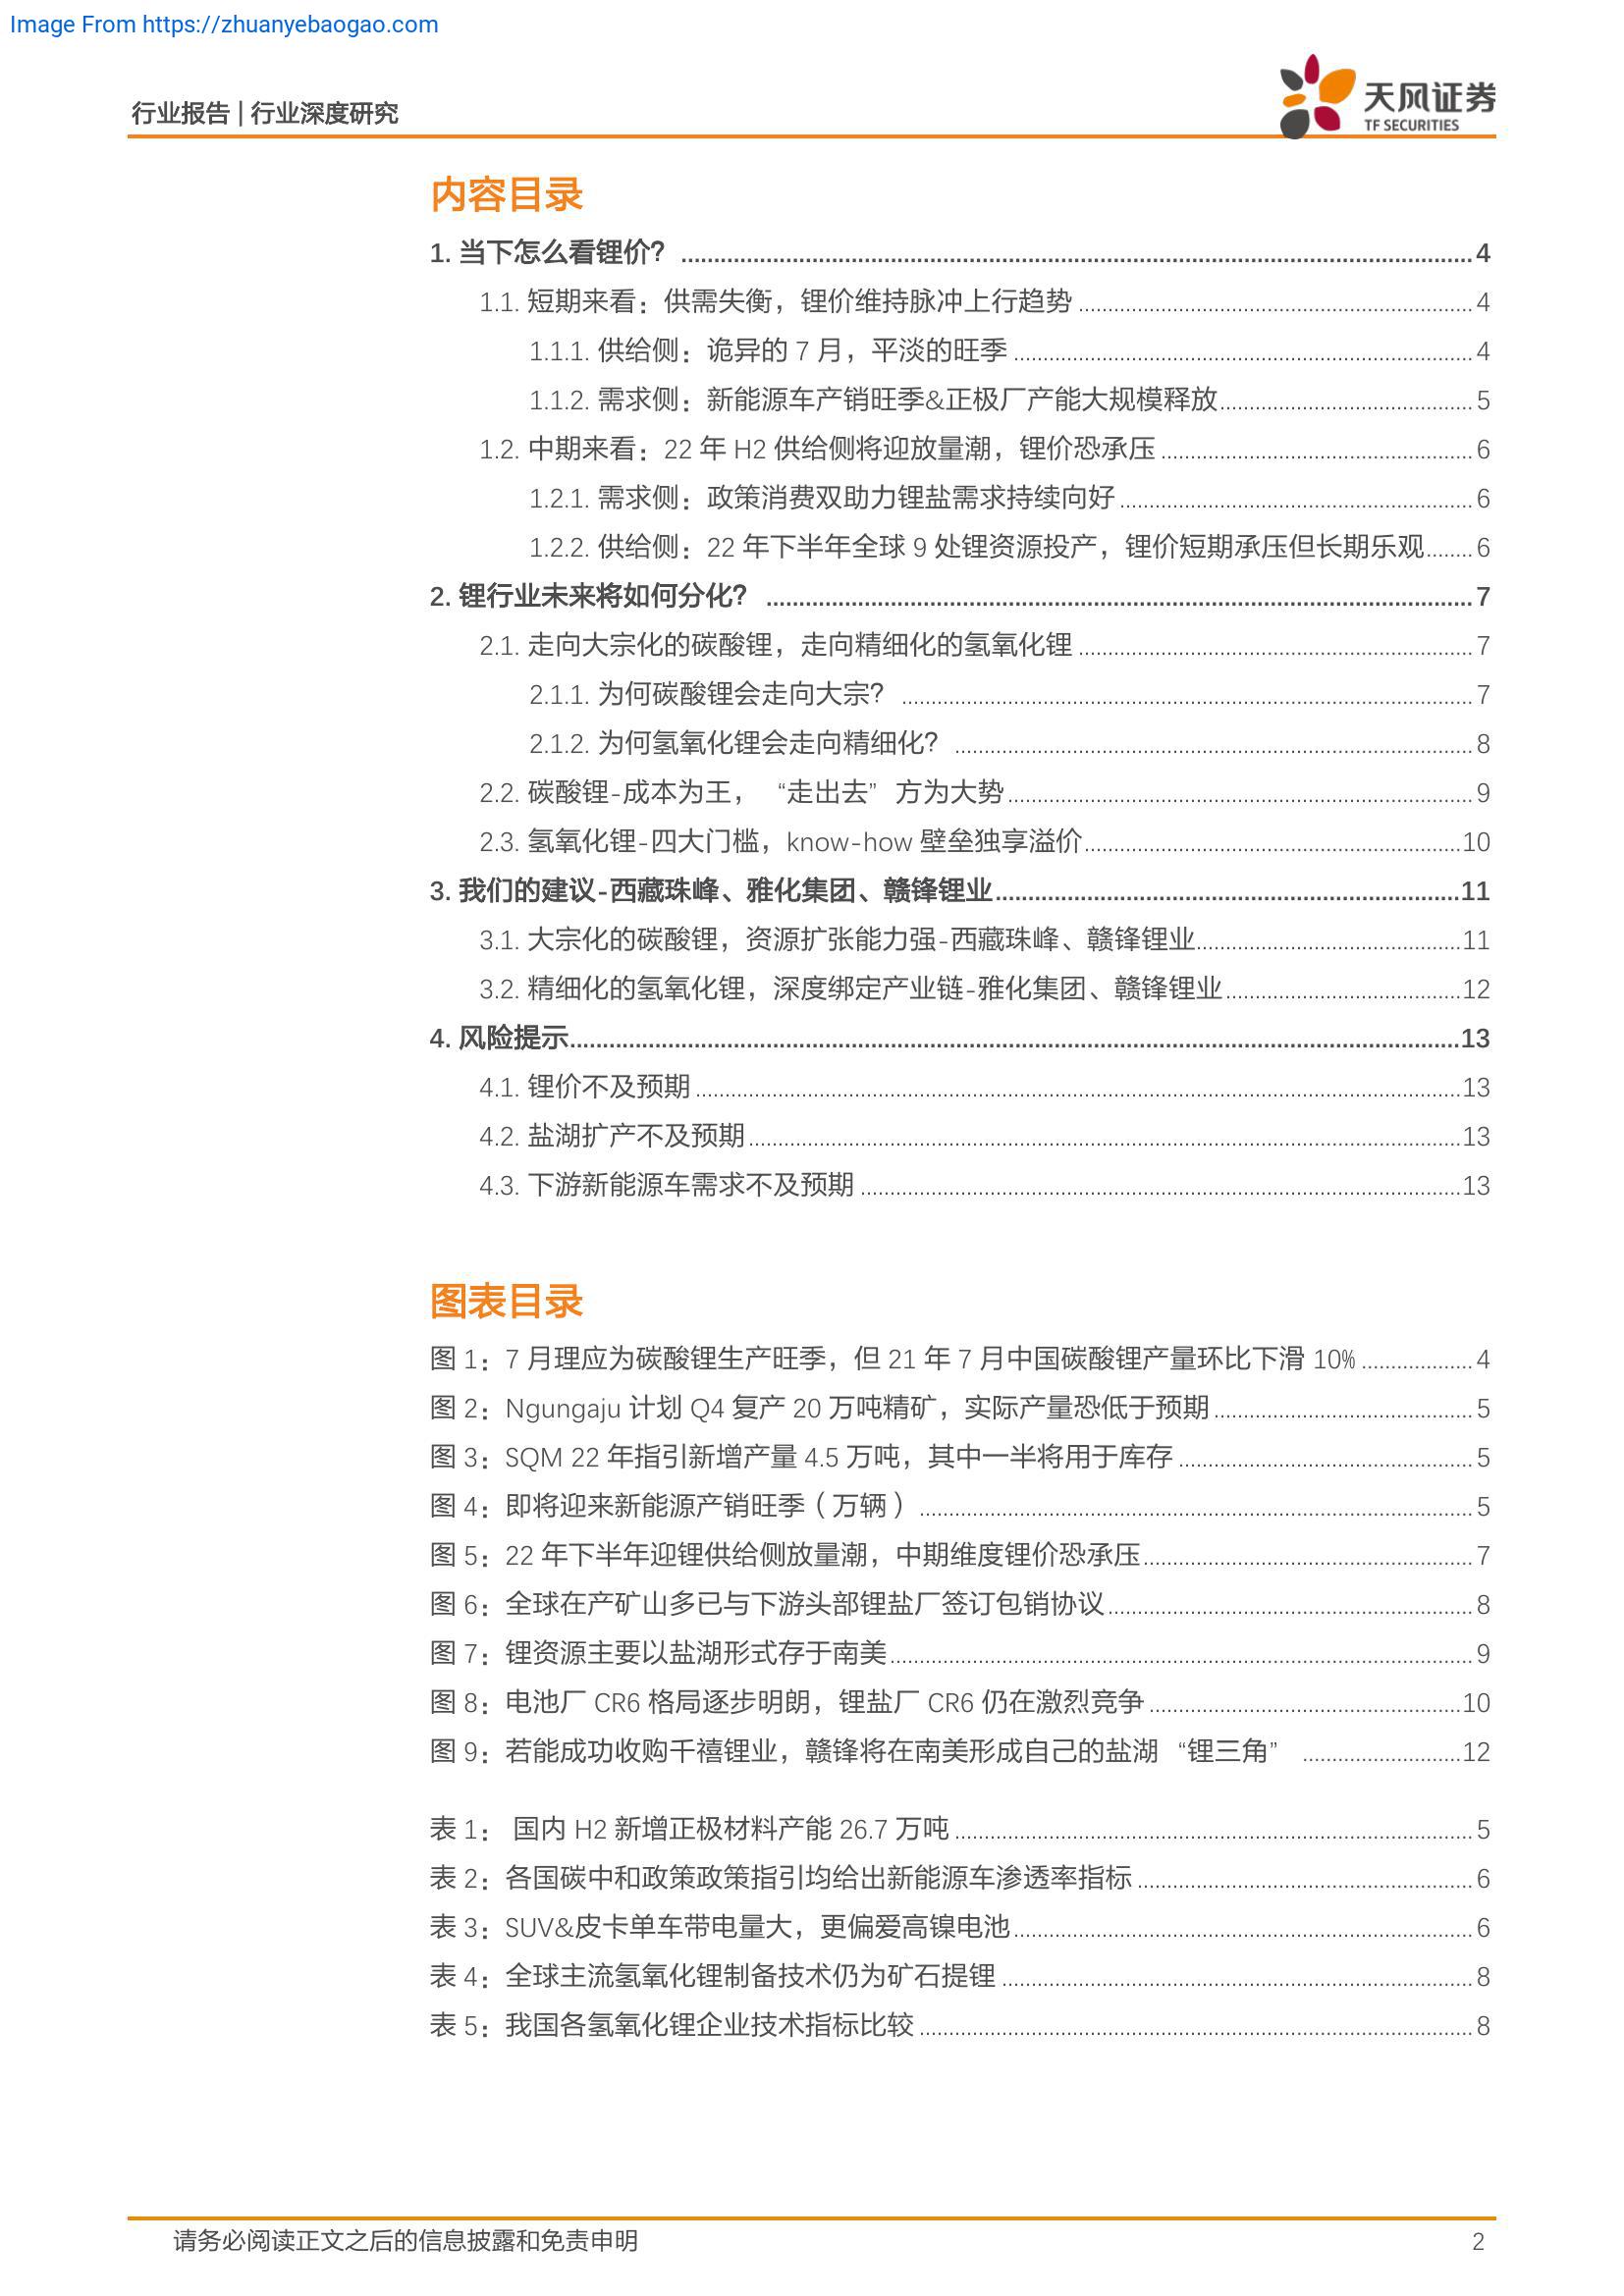 Image From https://zhuanyebaogao.com
行业报告 | 行业深度研究
天风证券
TF SECURITIES
内容目录
1. 当下怎么看锂价？ ........ 4
1.1. 短期来看：供需失衡，锂价维持脉冲上行趋势 ........ 4
1.1.1. 供给侧：诡异的 7 月，平淡的旺季 ........ 4
1.1.2. 需求侧：新能源车产销旺季&正极厂产能大规模释放 ........ 5
1.2. 中期来看：22 年 H2 供给侧将迎放量潮，锂价恐承压 ........ 6
1.2.1. 需求侧：政策消费双助力锂盐需求持续向好 ........ 6
1.2.2. 供给侧：22 年下半年全球 9 处锂资源投产，锂价短期承压但长期乐观 ........ 6
2. 锂行业未来将如何分化？ ........ 7
2.1. 走向大宗化的碳酸锂，走向精细化的氢氧化锂 ........ 7
2.1.1. 为何碳酸锂会走向大宗？ ........ 7
2.1.2. 为何氢氧化锂会走向精细化？ ........ 8
2.2. 碳酸锂-成本为王，“走出去”方为大势 ........ 9
2.3. 氢氧化锂-四大门槛，know-how 壁垒独享溢价 ........ 10
3. 我们的建议-西藏珠峰、雅化集团、赣锋锂业 ........ 11
3.1. 大宗化的碳酸锂，资源扩张能力强-西藏珠峰、赣锋锂业 ........ 11
3.2. 精细化的氢氧化锂，深度绑定产业链-雅化集团、赣锋锂业 ........ 12
4. 风险提示 ........ 13
4.1. 锂价不及预期 ........ 13
4.2. 盐湖扩产不及预期 ........ 13
4.3. 下游新能源车需求不及预期 ........ 13
图表目录
图 1：7 月理应为碳酸锂生产旺季，但 21 年 7 月中国碳酸锂产量环比下滑 10% ........ 4
图 2：Ngungaju 计划 Q4 复产 20 万吨精矿，实际产量恐低于预期 ........ 5
图 3：SQM 22 年指引新增产量 4.5 万吨，其中一半将用于库存 ........ 5
图 4：即将迎来新能源产销旺季（万辆） ........ 5
图 5：22 年下半年迎锂供给侧放量潮，中期维度锂价恐承压 ........ 7
图 6：全球在产矿山多已与下游头部锂盐厂签订包销协议 ........ 8
图 7：锂资源主要以盐湖形式存于南美 ........ 9
图 8：电池厂 CR6 格局逐步明朗，锂盐厂 CR6 仍在激烈竞争 ........ 10
图 9：若能成功收购千禧锂业，赣锋将在南美形成自己的盐湖“锂三角” ........ 12
表 1： 国内 H2 新增正极材料产能 26.7 万吨 ........ 5
表 2：各国碳中和政策政策指引均给出新能源车渗透率指标 ........ 6
表 3：SUV&皮卡单车带电量大，更偏爱高镍电池 ........ 6
表 4：全球主流氢氧化锂制备技术仍为矿石提锂 ........ 8
表 5：我国各氢氧化锂企业技术指标比较 ........ 8
请务必阅读正文之后的信息披露和免责申明
2